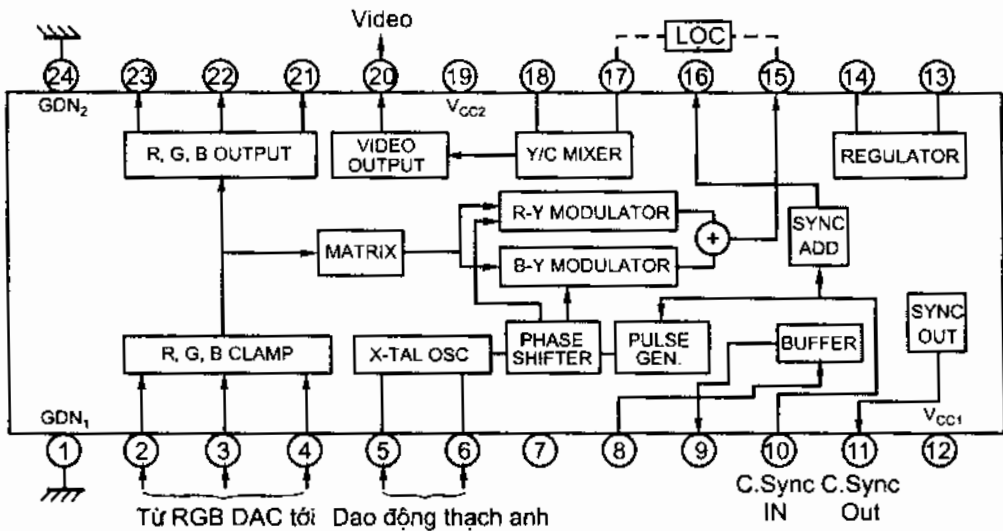 Video
LOC
24 23 22 21 20 19 18 17 16 15 14 13
GDN2
VCC2
R, G, B OUTPUT
VIDEO OUTPUT
Y/C MIXER
REGULATOR
R-Y MODULATOR
MATRIX
+
SYNC ADD
B-Y MODULATOR
R, G, B CLAMP
X-TAL OSC
PHASE SHIFTER
PULSE GEN.
BUFFER
SYNC OUT
GDN1
VCC1
1 2 3 4 5 6 7 8 9 10 11 12
Từ RGB DAC tới
Dao động thạch anh
C.Sync IN
C.Sync Out